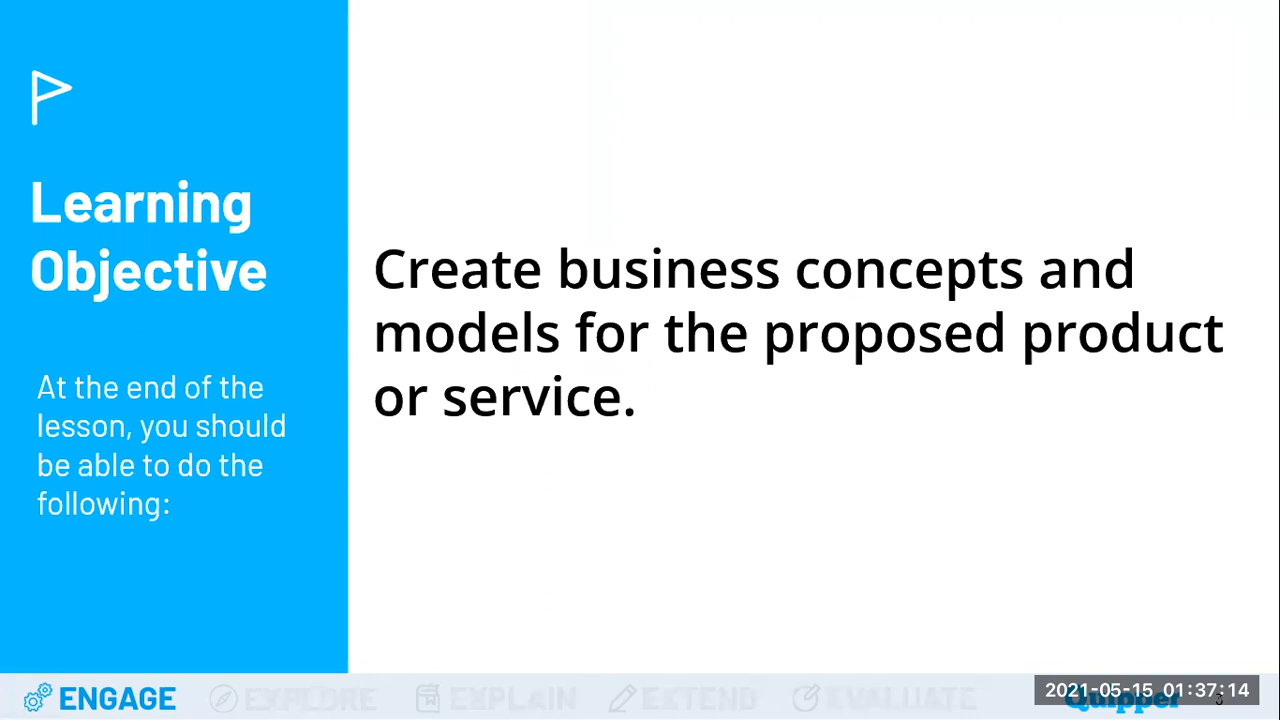 Learning
Objective
At the end of the
lesson, you should
be able to do the
following:
Create business concepts and
models for the proposed product
or service.
ENGAGE
EXPLORE
EXPLAIN
EXTEND
EVALUATE
Quipper
2021-05-15 01:37:14